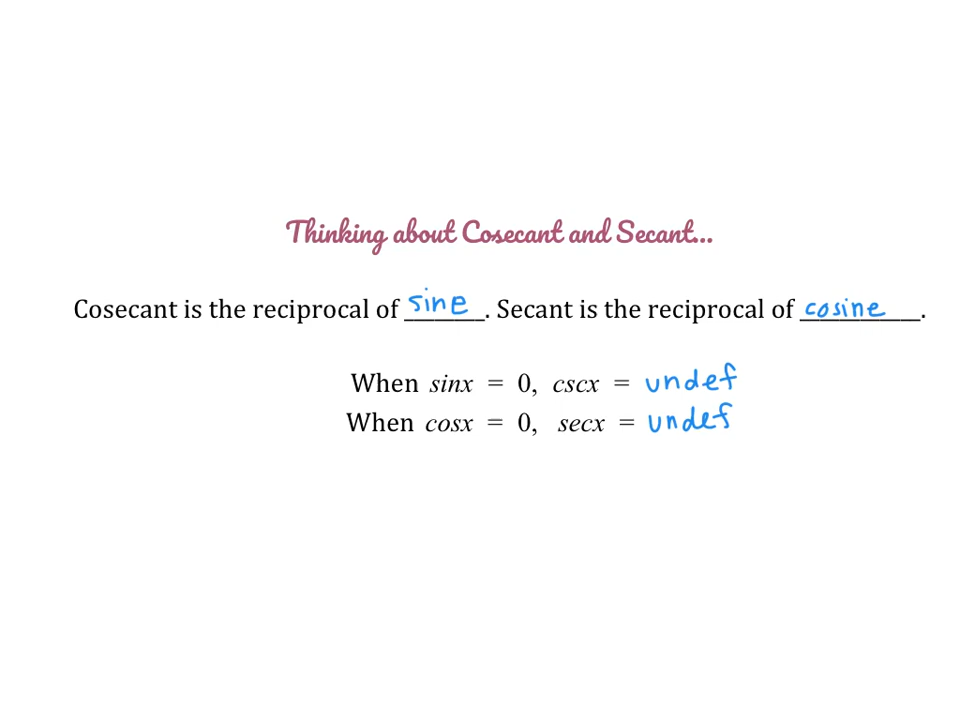 Thinking about Cosecant and Secant...
Cosecant is the reciprocal of sine. Secant is the reciprocal of cosine.
When sinx = 0, cscx = undef
When cosx = 0, secx = undef